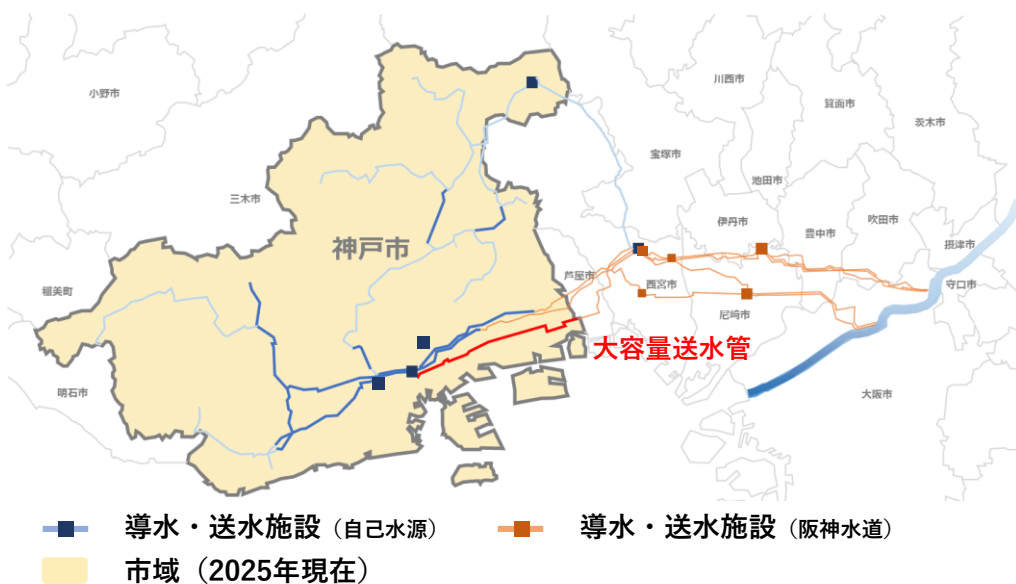 川西市
小野市
箕面市
茨木市
宝塚市
池田市
三木市
伊丹市
吹田市
豊中市
神戸市
摂津市
芦屋市
西宮市
守口市
稲美町
尼崎市
大容量送水管
明石市
大阪市
導水・送水施設（自己水源）
導水・送水施設（阪神水道）
市域（2025年現在）